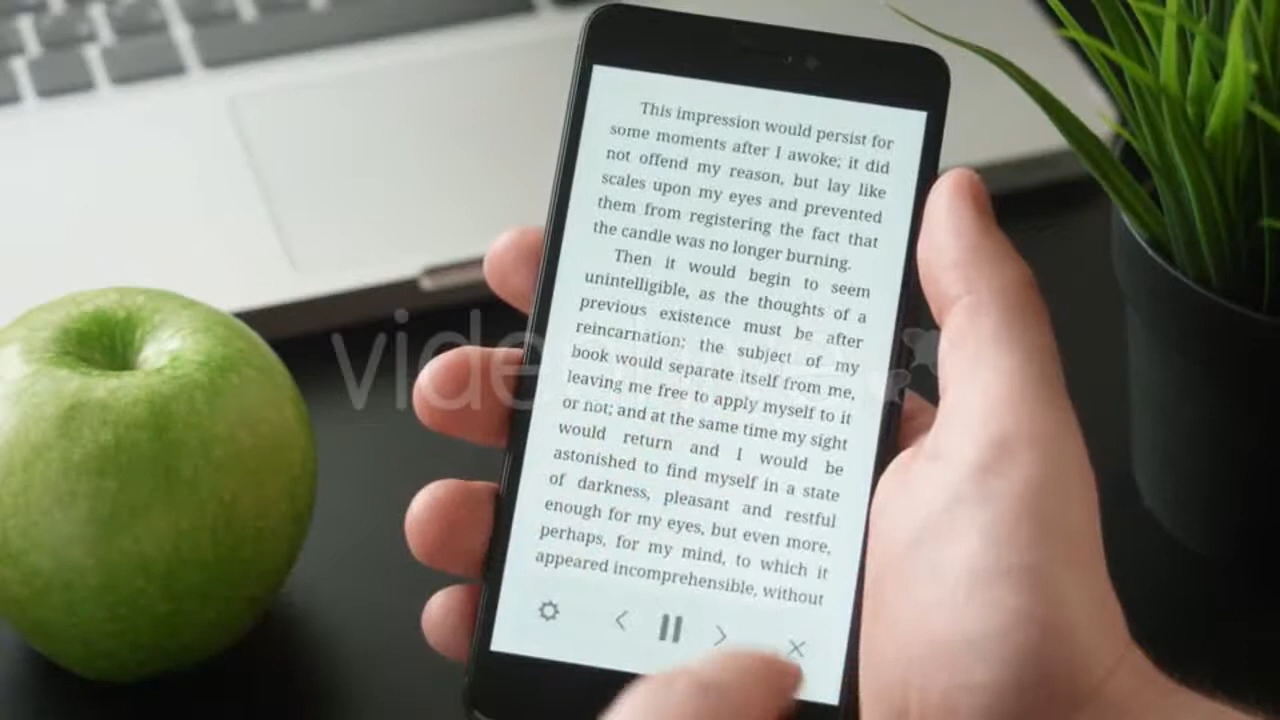 This impression would persist for
some moments after I awoke; it did
not offend my reason, but lay like
scales upon my eyes and prevented
them from registering the fact that
the candle was no longer burning.
Then it would begin to seem
unintelligible, as the thoughts of a
previous existence must be after
reincarnation; the subject of my
book would separate itself from me,
leaving me free to apply myself to it
or not; and at the same time my sight
would return and I would be
astonished to find myself in a state
of darkness, pleasant and restful
enough for my eyes, but even more,
perhaps, for my mind, to which it
appeared incomprehensible, without
videohive